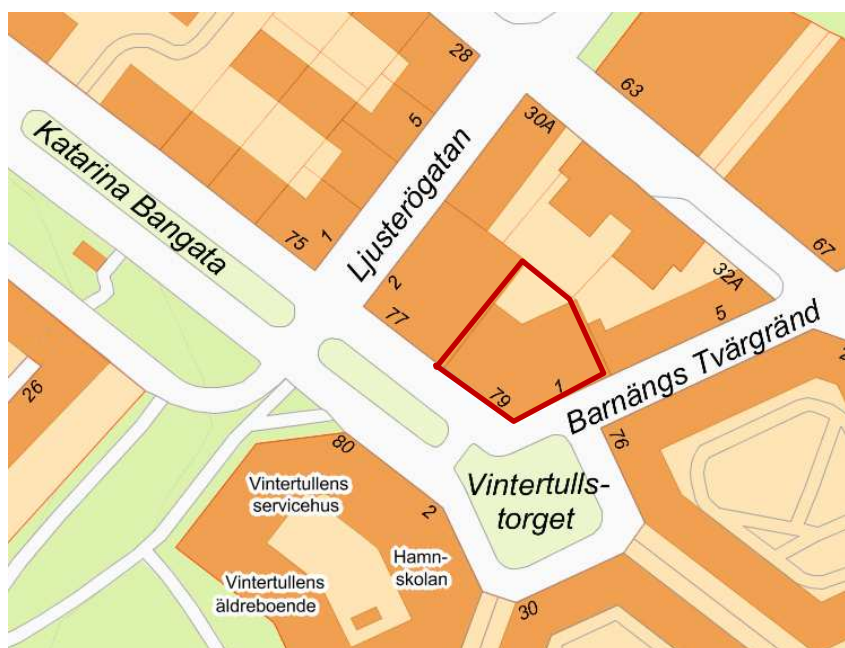 28
63
30A
5
Katarina Bangata
Ljusterögatan
75
1
67
2
32A
77
5
Barnängs Tvärgränd
26
79
1
76
80
Vintertullens
servicehus
Vintertulls-
torget
2
Hamn-
skolan
Vintertullens
äldreboende
30